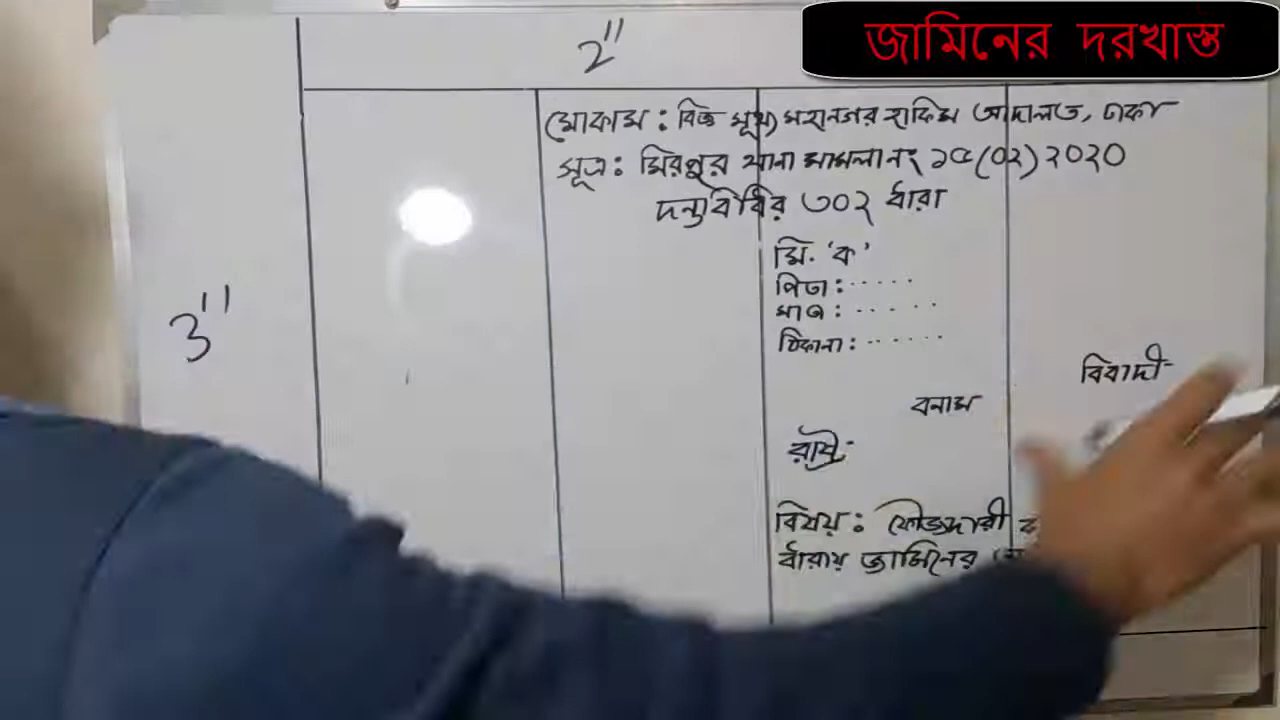 জামিনের দরখাস্ত
2"
মোকাম : বিজ্ঞ মূখ্য মহানগর হাকিম আদালত, ঢাকা
সূত্র : মিরপুর থানা মামলা নং ১৫(০২)২০২০
দন্ডবিধির ৩০২ ধারা
মি. 'ক'
পিতা : .....
3"
মাতা : .....
ঠিকানা : ......
বিবাদী
বনাম
রাষ্ট্র
বিষয় : ফৌজদারী
ধারায় জামিনের